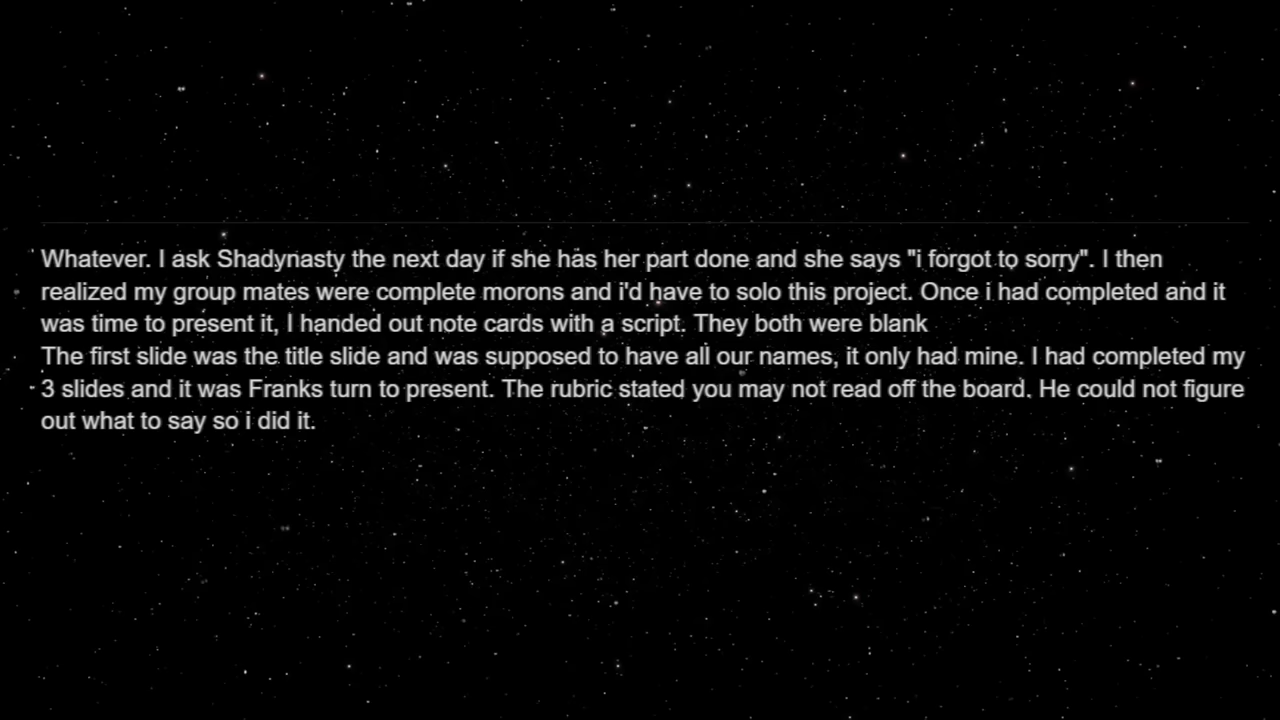 Whatever. I ask Shadynasty the next day if she has her part done and she says "i forgot to sorry". I then
realized my group mates were complete morons and i'd have to solo this project. Once i had completed and it
was time to present it, I handed out note cards with a script. They both were blank
The first slide was the title slide and was supposed to have all our names, it only had mine. I had completed my
3 slides and it was Franks turn to present. The rubric stated you may not read off the board. He could not figure
out what to say so i did it.